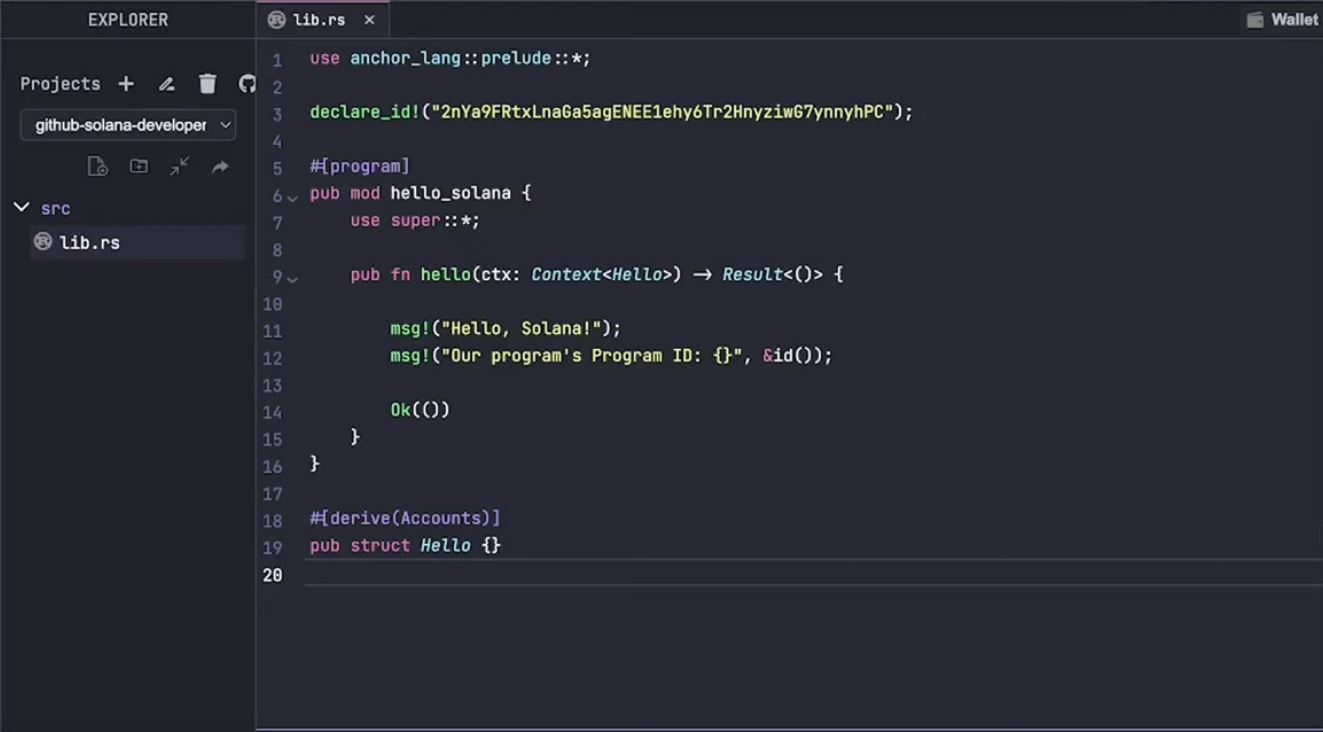 EXPLORER
lib.rs ×
Wallet
Projects +
github-solana-developer
src
lib.rs
1 use anchor_lang::prelude::*;
2
3 declare_id!("2nYa9FRtxLnaGa5agENEE1ehy6Tr2HnyziwG7ynnyhPC");
4
5 #[program]
6 pub mod hello_solana {
7     use super::*;
8
9     pub fn hello(ctx: Context<Hello>) → Result<()> {
10
11         msg!("Hello, Solana!");
12         msg!("Our program's Program ID: {}", &id());
13
14         Ok(())
15     }
16 }
17
18 #[derive(Accounts)]
19 pub struct Hello {}
20